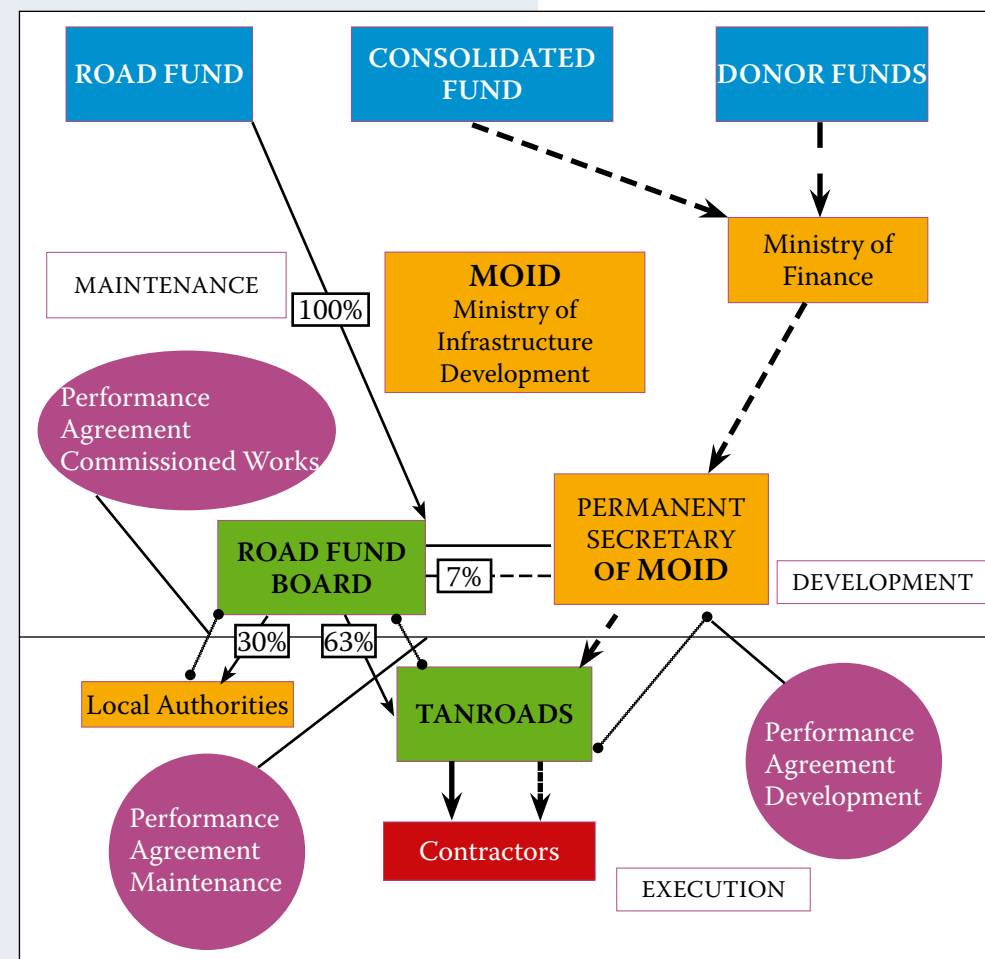 ROAD FUND
CONSOLIDATED
FUND
DONOR FUNDS
Ministry of
Finance
MAINTENANCE
MOID
Ministry of
Infrastructure
Development
100%
Performance
Agreement
Commissioned Works
PERMANENT
SECRETARY
OF MOID
ROAD FUND
BOARD
7%
DEVELOPMENT
30%
63%
Local Authorities
TANROADS
Performance
Agreement
Development
Performance
Agreement
Maintenance
Contractors
EXECUTION